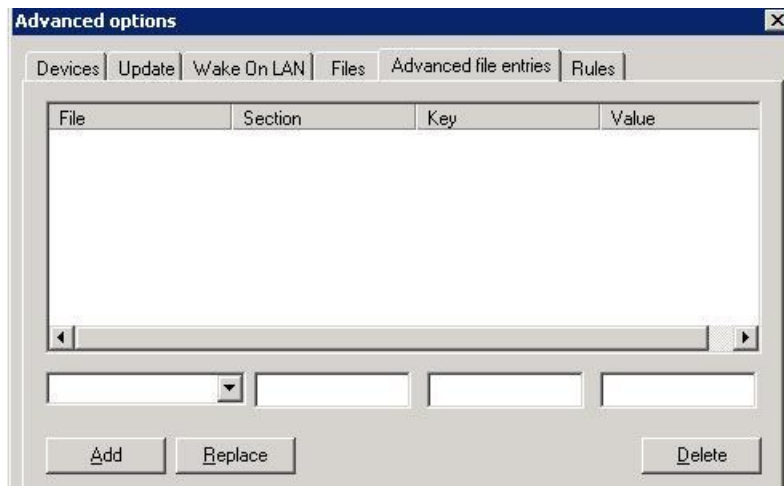 Advanced options
Devices Update Wake On LAN Files Advanced file entries Rules
File Section Key Value
Add Replace Delete